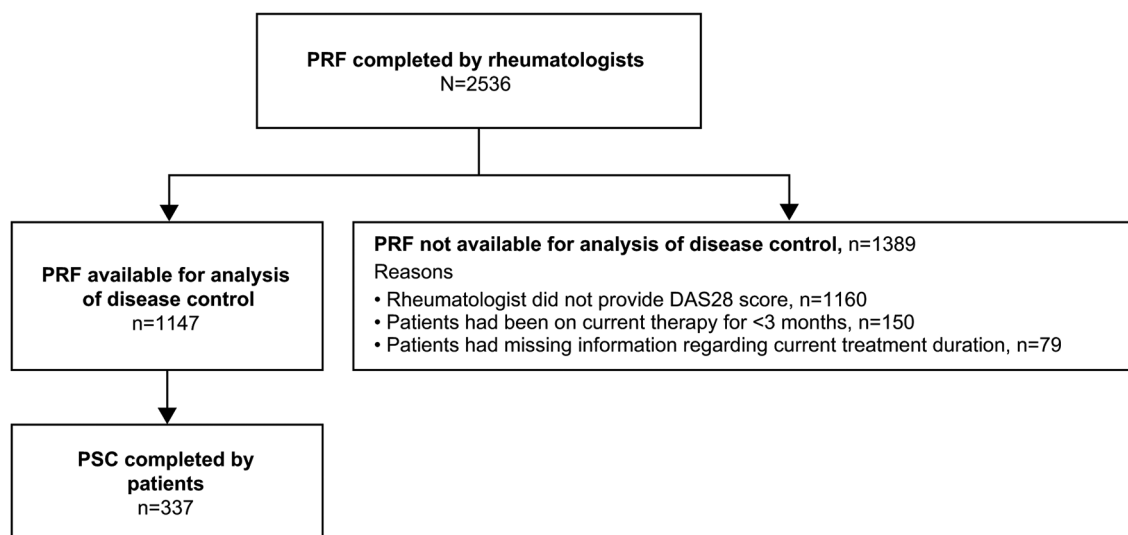 PRF completed by rheumatologists
N=2536
PRF available for analysis
of disease control
n=1147
PRF not available for analysis of disease control, n=1389
Reasons
• Rheumatologist did not provide DAS28 score, n=1160
• Patients had been on current therapy for <3 months, n=150
• Patients had missing information regarding current treatment duration, n=79
PSC completed by
patients
n=337